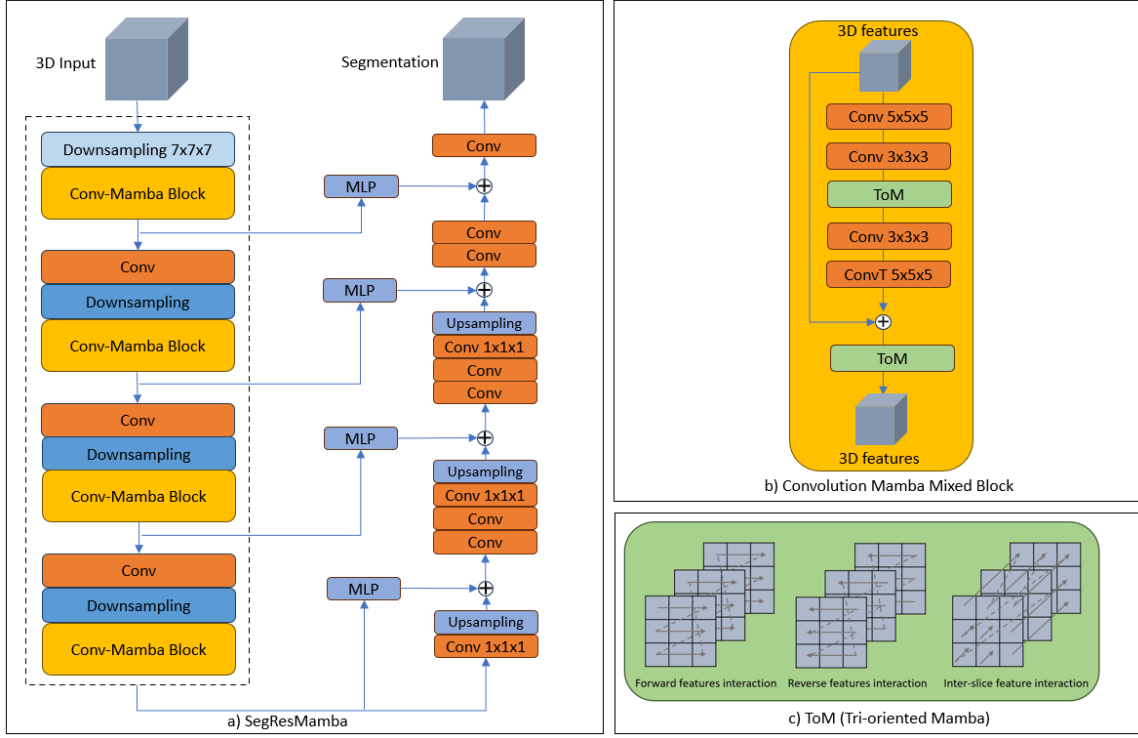 3D Input
Downsampling 7x7x7
Conv-Mamba Block
Conv
Downsampling
Conv-Mamba Block
Conv
Downsampling
Conv-Mamba Block
Conv
Downsampling
Conv-Mamba Block
MLP
MLP
MLP
MLP
Segmentation
Conv
+
Conv
Conv
+
Upsampling
Conv 1x1x1
Conv
Conv
+
Upsampling
Conv 1x1x1
Conv
Conv
+
Upsampling
Conv 1x1x1
a) SegResMamba
3D features
Conv 5x5x5
Conv 3x3x3
ToM
Conv 3x3x3
ConvT 5x5x5
+
ToM
3D features
b) Convolution Mamba Mixed Block
Forward features interaction
Reverse features interaction
Inter-slice feature interaction
c) ToM (Tri-oriented Mamba)